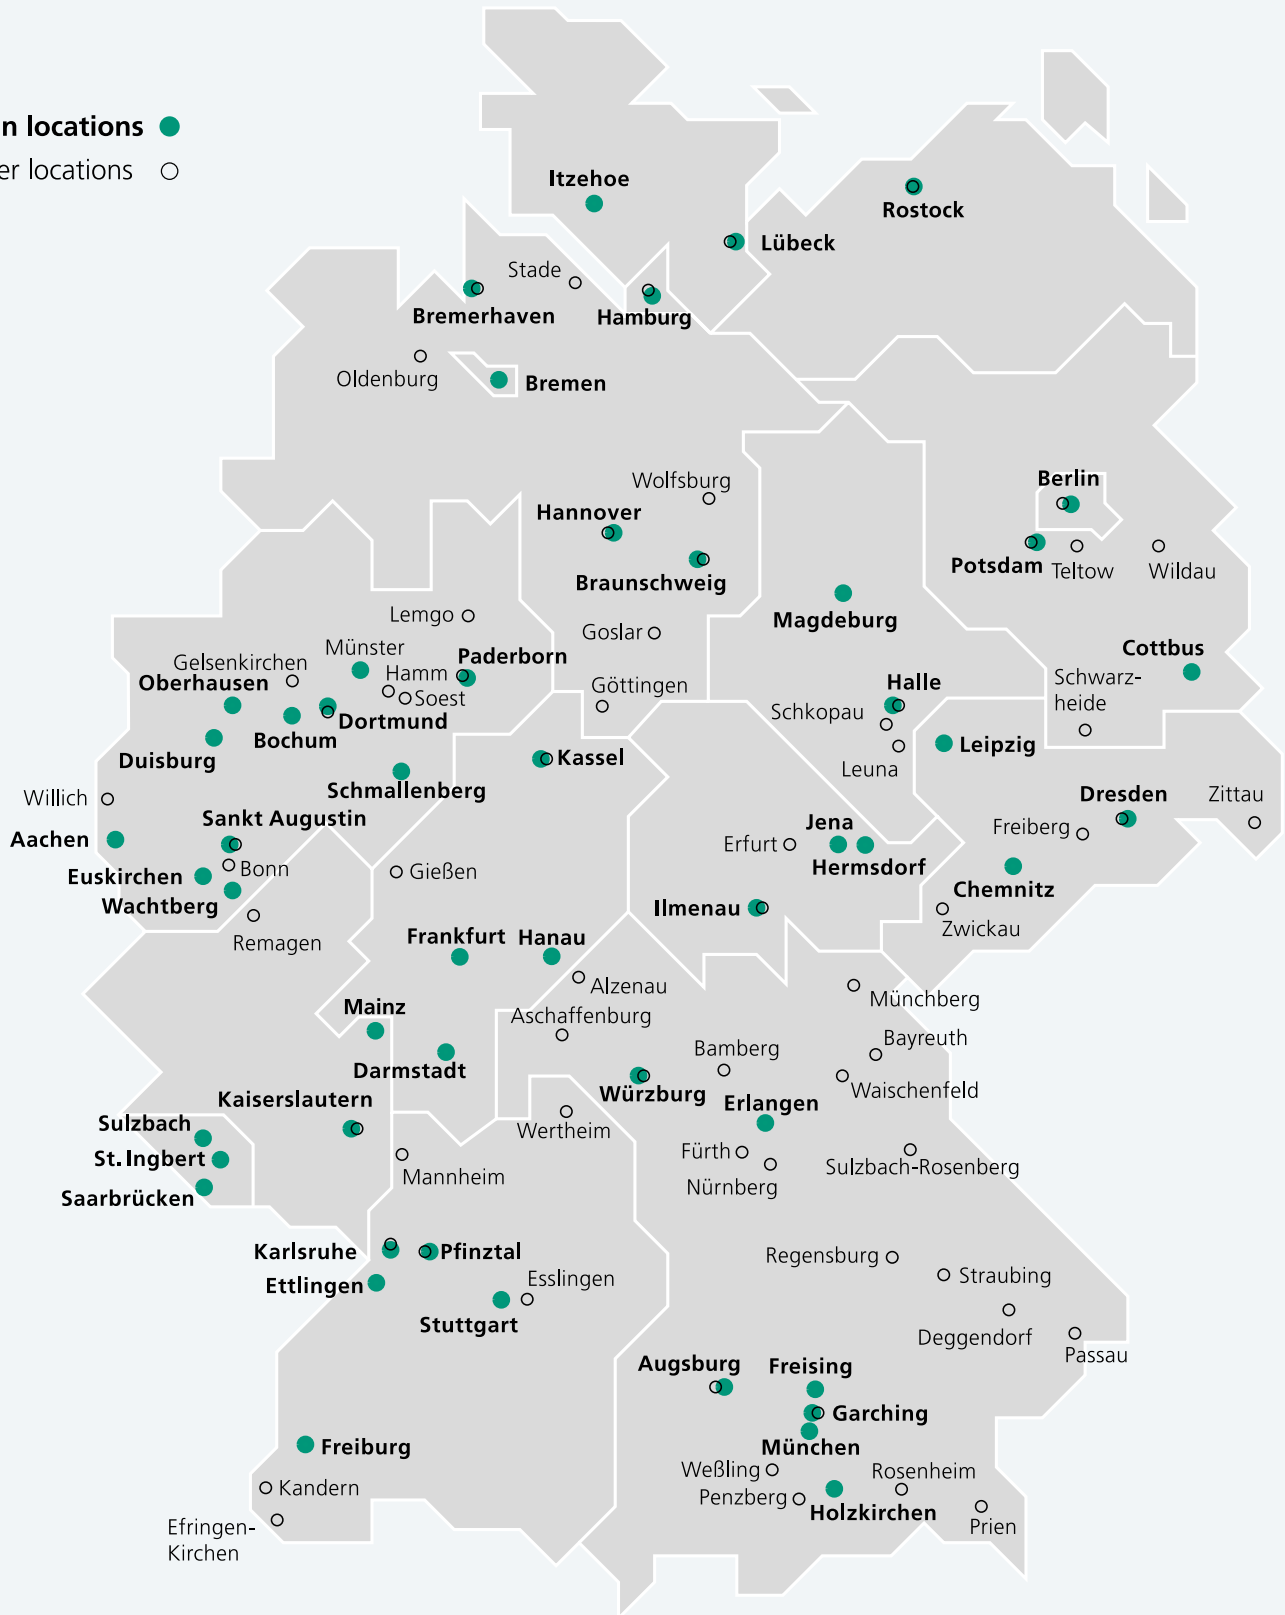 n locations
er locations
Itzehoe
Rostock
Lübeck
Stade
Bremerhaven
Hamburg
Oldenburg
Bremen
Wolfsburg
Berlin
Hannover
Potsdam
Teltow
Wildau
Braunschweig
Magdeburg
Lemgo
Goslar
Münster
Cottbus
Gelsenkirchen
Hamm
Paderborn
Oberhausen
Soest
Göttingen
Halle
Schwarz-
heide
Schkopau
Dortmund
Bochum
Duisburg
Kassel
Leipzig
Leuna
Schmallenberg
Willich
Dresden
Zittau
Sankt Augustin
Aachen
Jena
Freiberg
Erfurt
Hermsdorf
Bonn
Gießen
Euskirchen
Chemnitz
Wachtberg
Ilmenau
Zwickau
Remagen
Frankfurt
Hanau
Alzenau
Münchberg
Mainz
Aschaffenburg
Bayreuth
Bamberg
Darmstadt
Waischenfeld
Kaiserslautern
Würzburg
Erlangen
Sulzbach
Wertheim
Fürth
St. Ingbert
Mannheim
Nürnberg
Sulzbach-Rosenberg
Saarbrücken
Karlsruhe
Pfinztal
Regensburg
Straubing
Ettlingen
Esslingen
Stuttgart
Deggendorf
Passau
Augsburg
Freising
Garching
Freiburg
München
Weßling
Rosenheim
Kandern
Penzberg
Holzkirchen
Prien
Efringen-
Kirchen